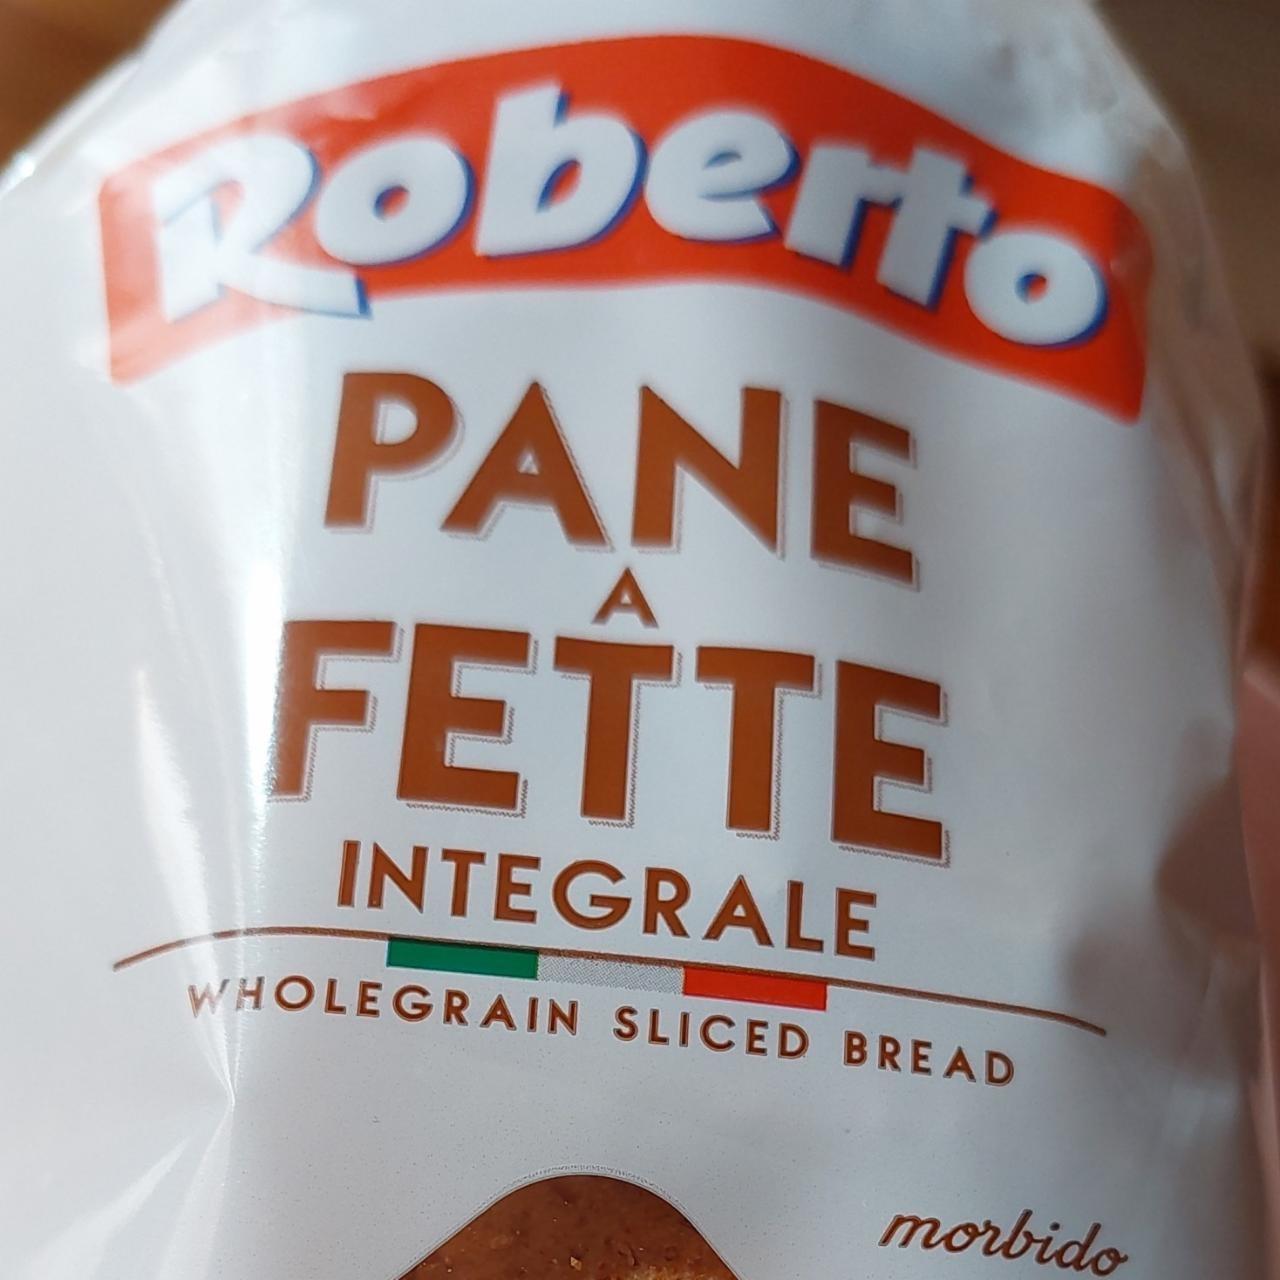 Roberto
PANE
A
FETTE
INTEGRALE
WHOLEGRAIN SLICED BREAD
morbido